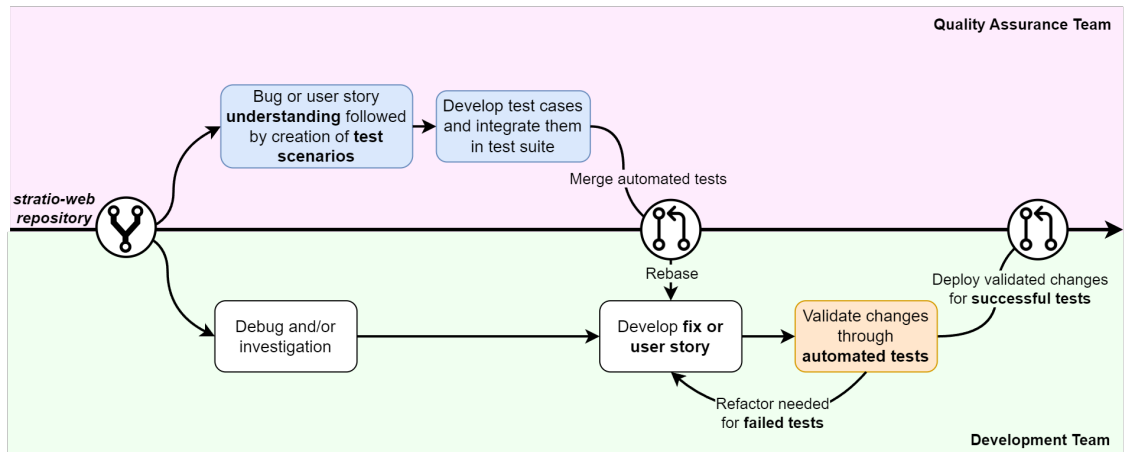 Quality Assurance Team
Bug or user story
understanding followed
by creation of test
scenarios
Develop test cases
and integrate them
in test suite
Merge automated tests
stratio-web
repository
Rebase
Deploy validated changes
for successful tests
Debug and/or
investigation
Develop fix or
user story
Validate changes
through
automated tests
Refactor needed
for failed tests
Development Team